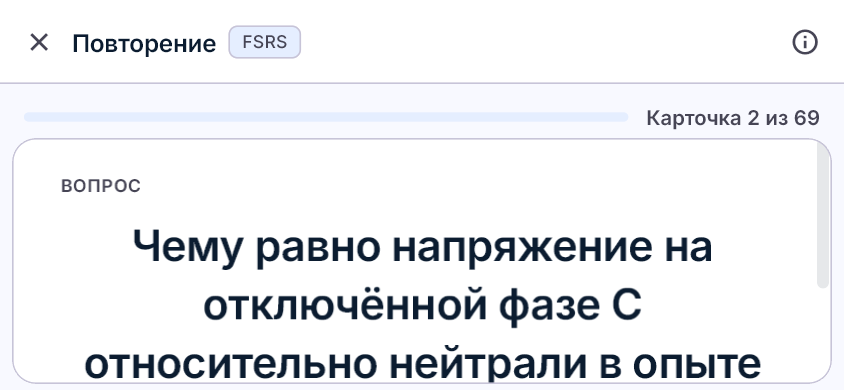 Повторение FSRS
Карточка 2 из 69
ВОПРОС
Чему равно напряжение на
отключённой фазе C
относительно нейтрали в опыте